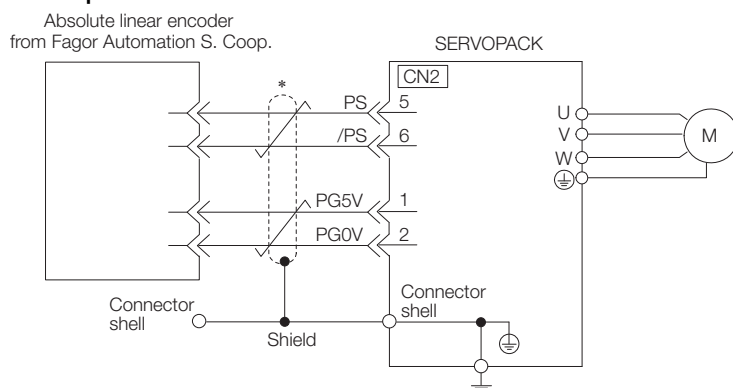 Absolute linear encoder
from Fagor Automation S. Coop.
SERVOPACK
CN2
*
PS 5
/PS 6
PG5V 1
PG0V 2
U
V
W
M
Connector
shell
Shield
Connector
shell